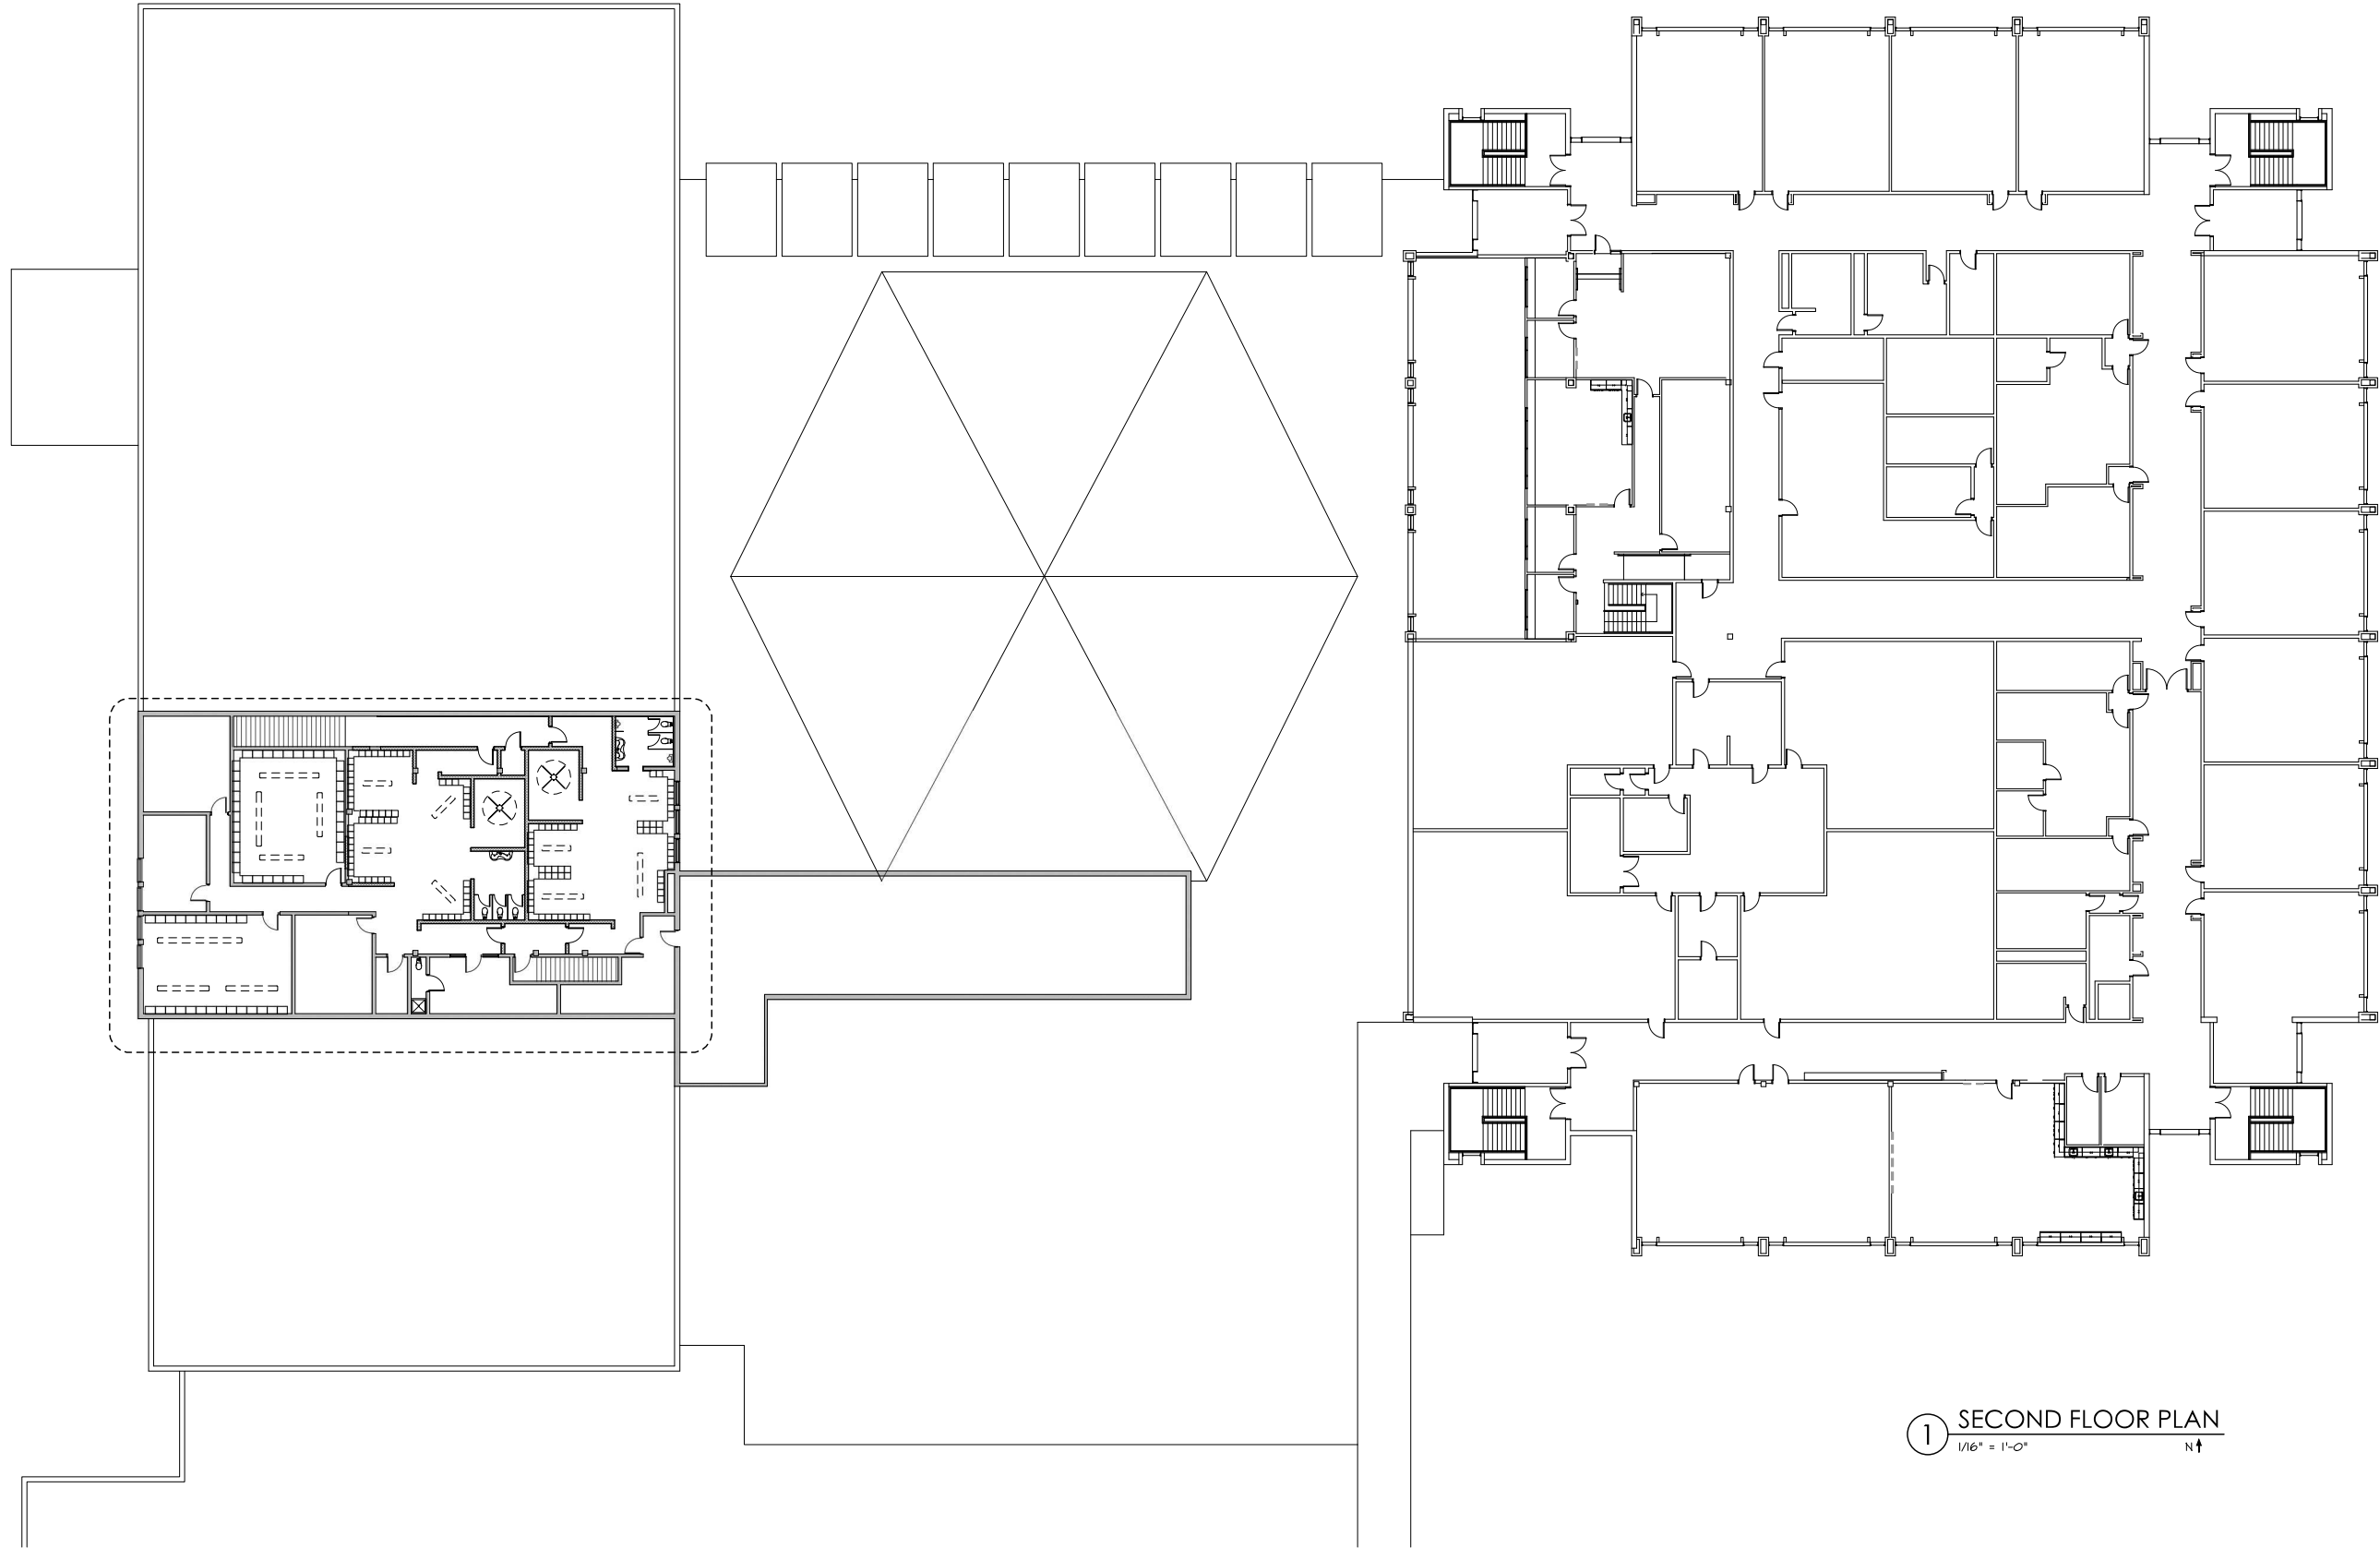 1
SECOND FLOOR PLAN
1/16" = 1'-0"
N